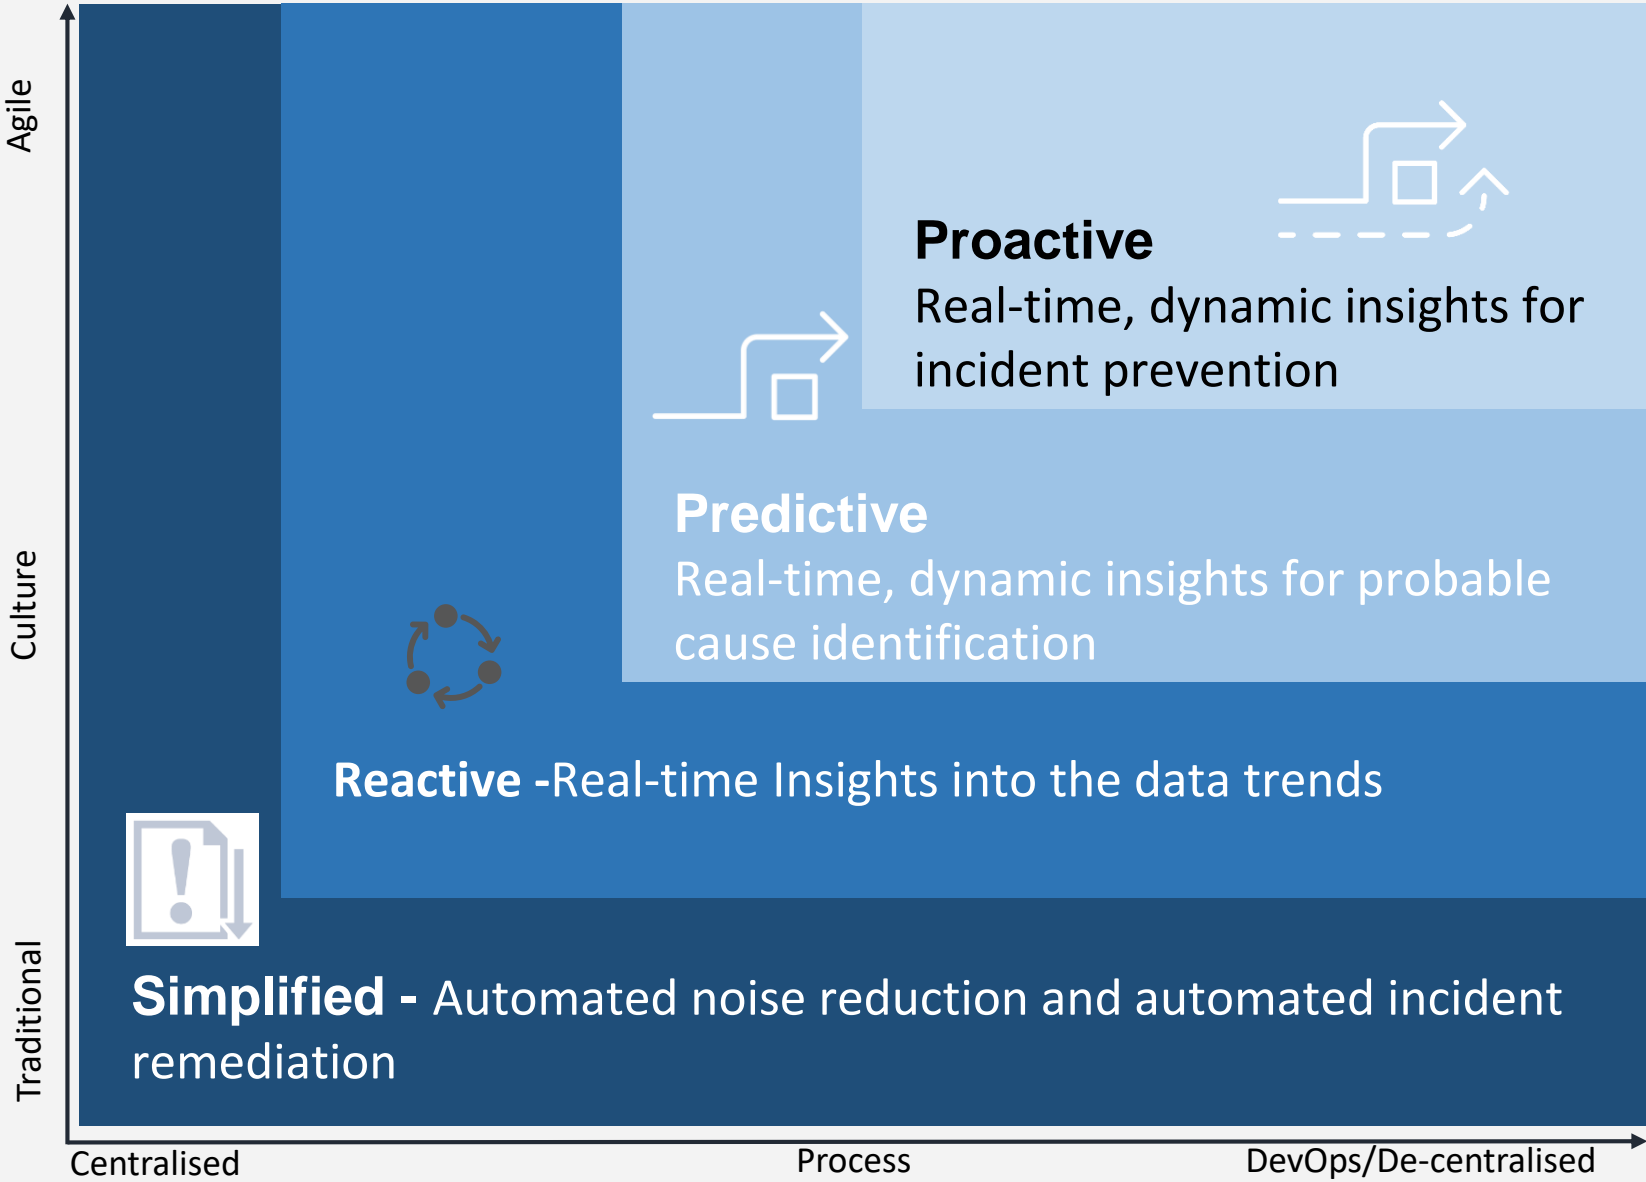 Agile
Proactive
Real-time, dynamic insights for
incident prevention
Predictive
Real-time, dynamic insights for probable
cause identification
Culture
Reactive -Real-time Insights into the data trends
Traditional
Simplified - Automated noise reduction and automated incident
remediation
Centralised
Process
DevOps/De-centralised